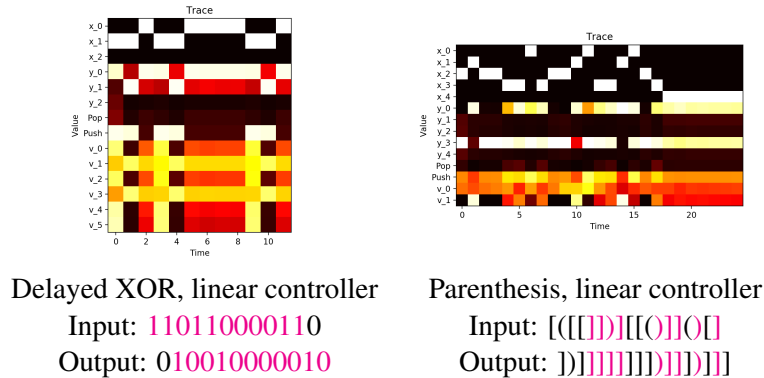 Trace
x_0
x_1
x_2
y_0
y_1
y_2
Pop
Push
v_0
v_1
v_2
v_3
v_4
v_5
Value
0 2 4 6 8 10
Time
Trace
x_0
x_1
x_2
x_3
x_4
y_0
y_1
y_2
y_3
y_4
Pop
Push
v_0
v_1
Value
0 5 10 15 20
Time
Delayed XOR, linear controller
Input: 110110000110
Output: 010010000010
Parenthesis, linear controller
Input: [([[]])][[()]]()[]
Output: ])]]]]]]]])]]])]]]